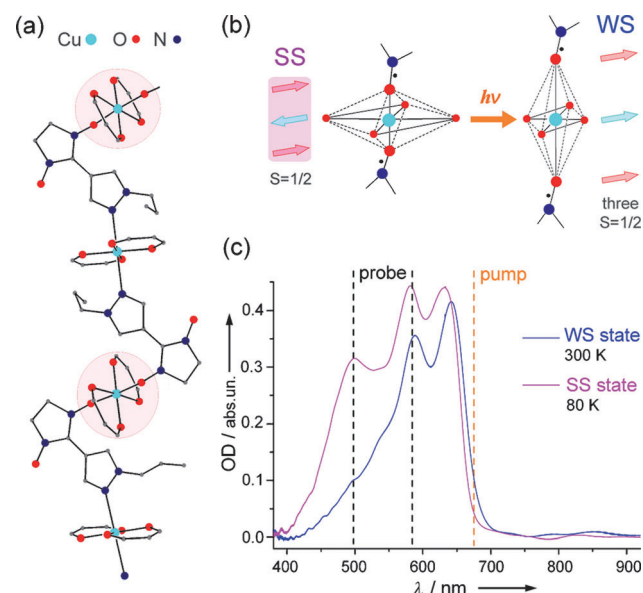 (a)
Cu O N
(b)
SS
WS
hν
S=1/2
three
S=1/2
(c)
probe
pump
WS state
300 K
SS state
80 K
OD / abs.un.
0.4
0.3
0.2
0.1
0.0
400 500 600 700 800 900
λ / nm